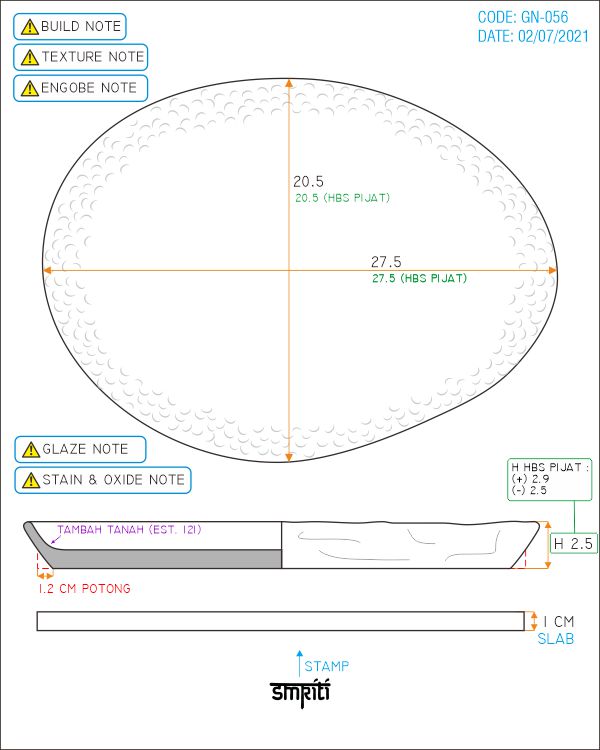 BUILD NOTE
TEXTURE NOTE
ENGOBE NOTE
CODE: GN-056
DATE: 02/07/2021
20.5
20.5 (HBS PIJAT)
27.5
27.5 (HBS PIJAT)
GLAZE NOTE
STAIN & OXIDE NOTE
H HBS PIJAT :
(+) 2.9
(-) 2.5
TAMBAH TANAH (EST. 121)
H 2.5
1.2 CM POTONG
1 CM
SLAB
STAMP
smriti